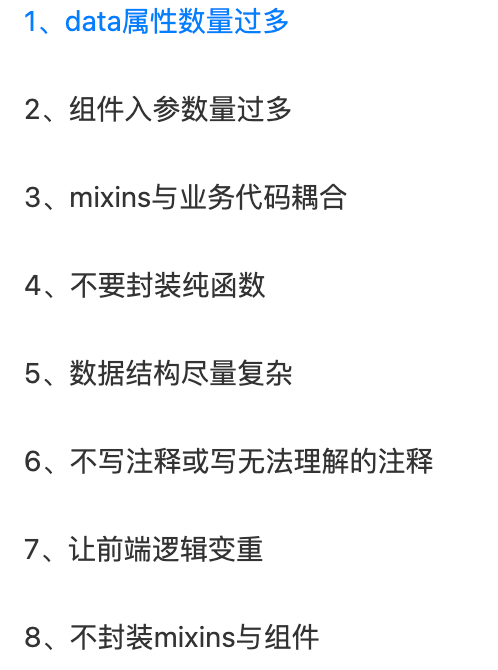 1、data属性数量过多
2、组件入参数量过多
3、mixins与业务代码耦合
4、不要封装纯函数
5、数据结构尽量复杂
6、不写注释或写无法理解的注释
7、让前端逻辑变重
8、不封装mixins与组件